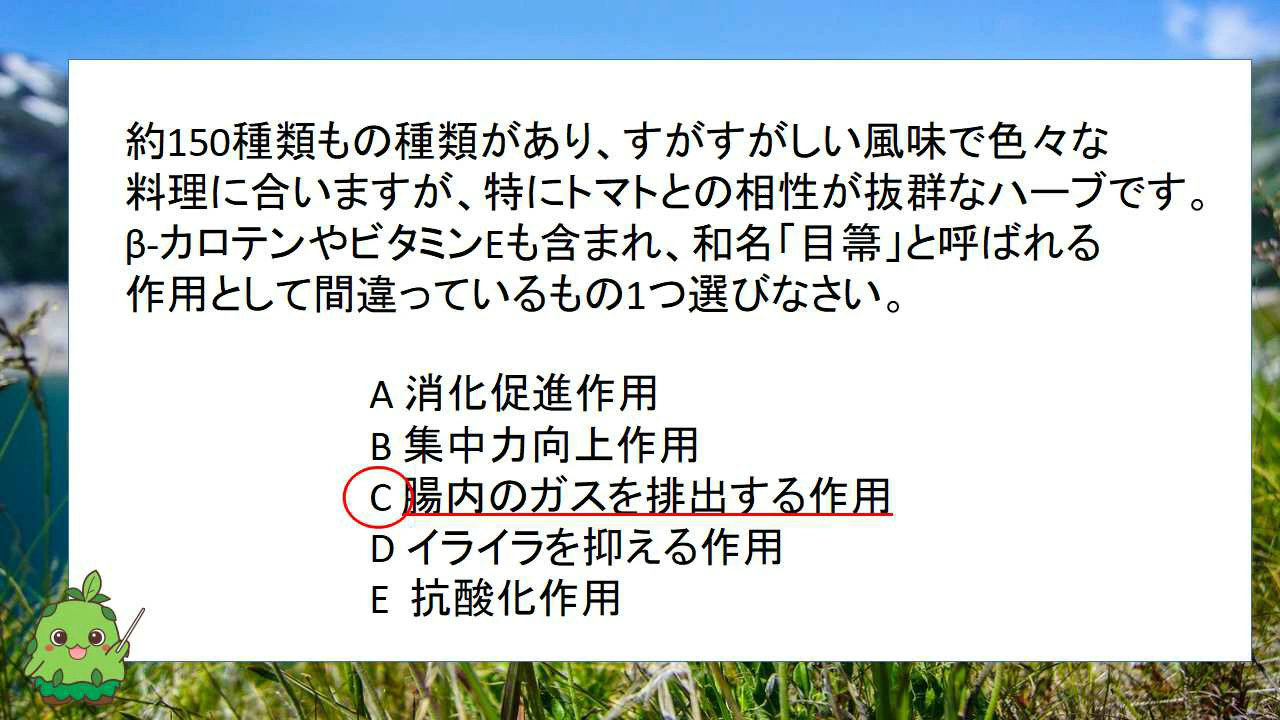 約150種類もの種類があり、すがすがしい風味で色々な
料理に合いますが、特にトマトとの相性が抜群なハーブです。
β-カロテンやビタミンEも含まれ、和名「目箒」と呼ばれる
作用として間違っているもの1つ選びなさい。
A 消化促進作用
B 集中力向上作用
C 腸内のガスを排出する作用
D イライラを抑える作用
E 抗酸化作用